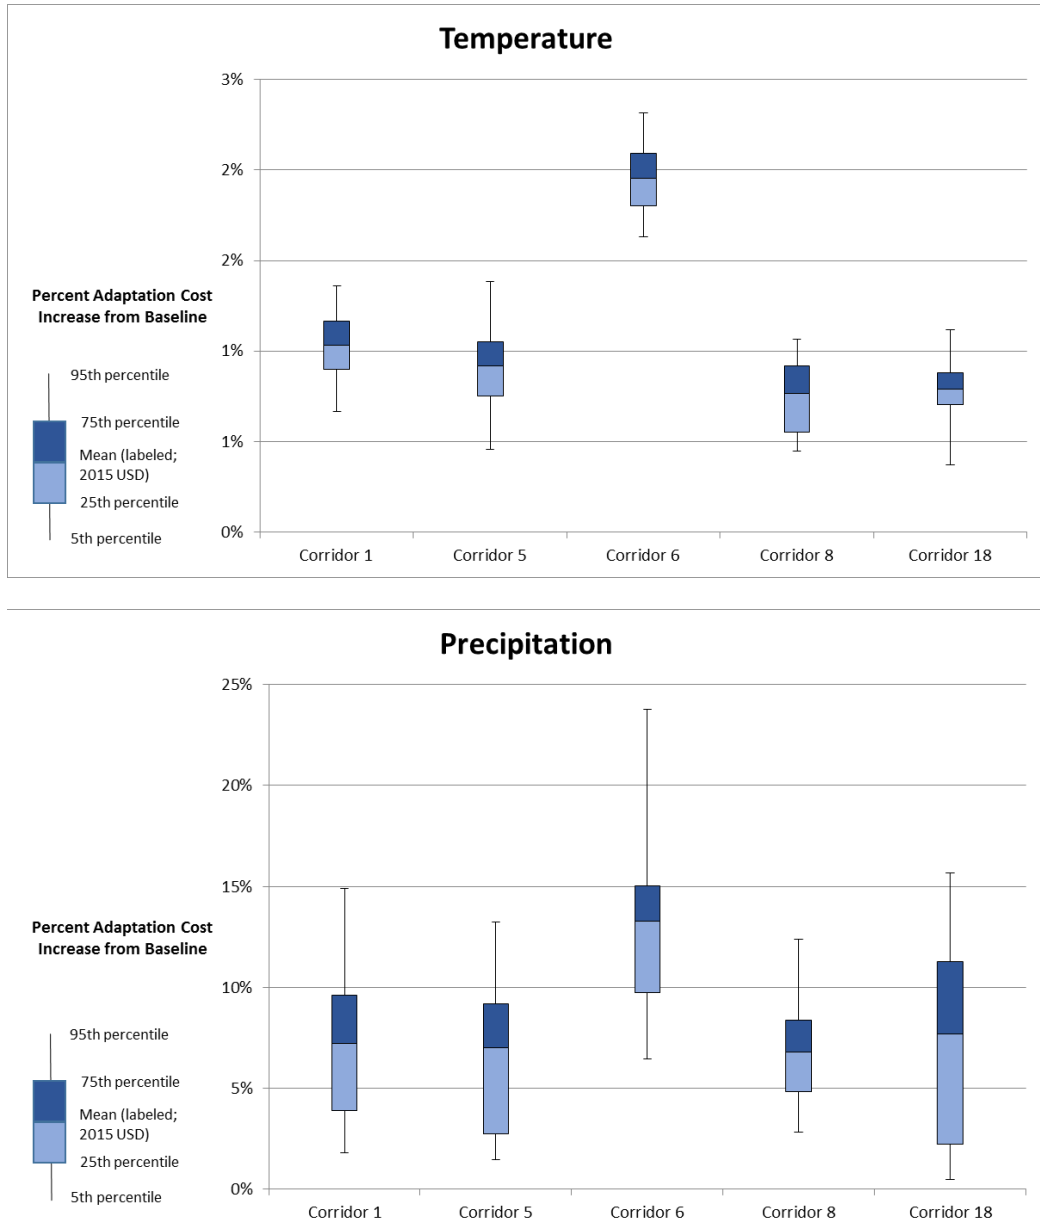 Temperature
3%
2%
2%
1%
1%
0%
Percent Adaptation Cost
Increase from Baseline
95th percentile
75th percentile
Mean (labeled;
2015 USD)
25th percentile
5th percentile
Corridor 1
Corridor 5
Corridor 6
Corridor 8
Corridor 18
Precipitation
25%
20%
15%
10%
5%
0%
Percent Adaptation Cost
Increase from Baseline
95th percentile
75th percentile
Mean (labeled;
2015 USD)
25th percentile
5th percentile
Corridor 1
Corridor 5
Corridor 6
Corridor 8
Corridor 18